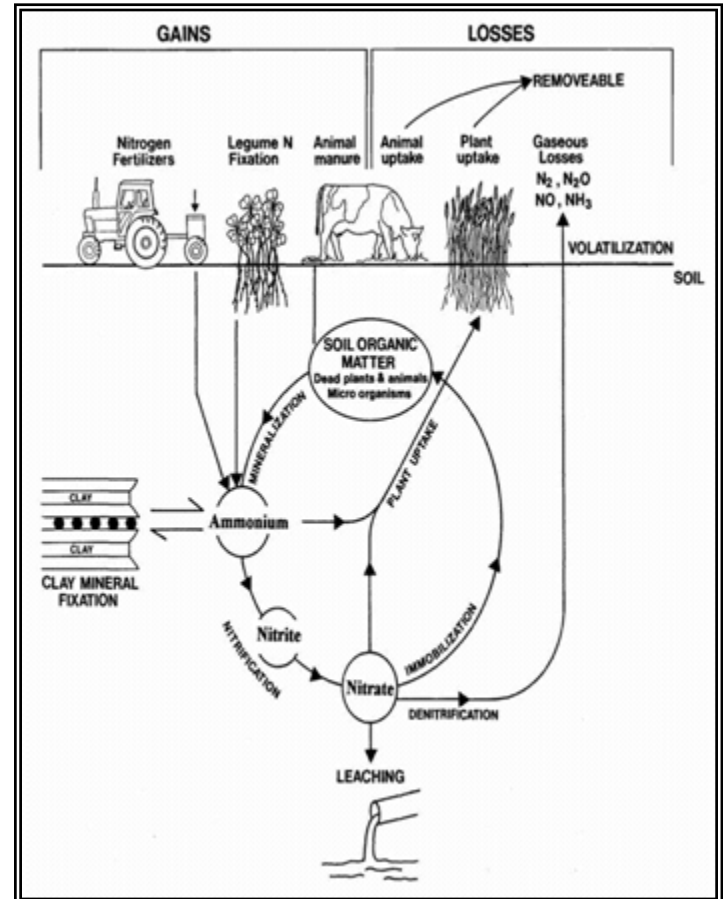 GAINS
LOSSES
REMOVEABLE
Nitrogen
Fertilizers
Legume N
Fixation
Animal
manure
Animal
uptake
Plant
uptake
Gaseous
Losses
N₂ , N₂O
NO, NH₃
VOLATILIZATION
SOIL
SOIL ORGANIC
MATTER
Dead plants & animals
Micro organisms
MINERALIZATION
PLANT UPTAKE
CLAY
CLAY
CLAY MINERAL
FIXATION
Ammonium
NITRIFICATION
Nitrite
Nitrate
IMMOBILIZATION
DENITRIFICATION
LEACHING